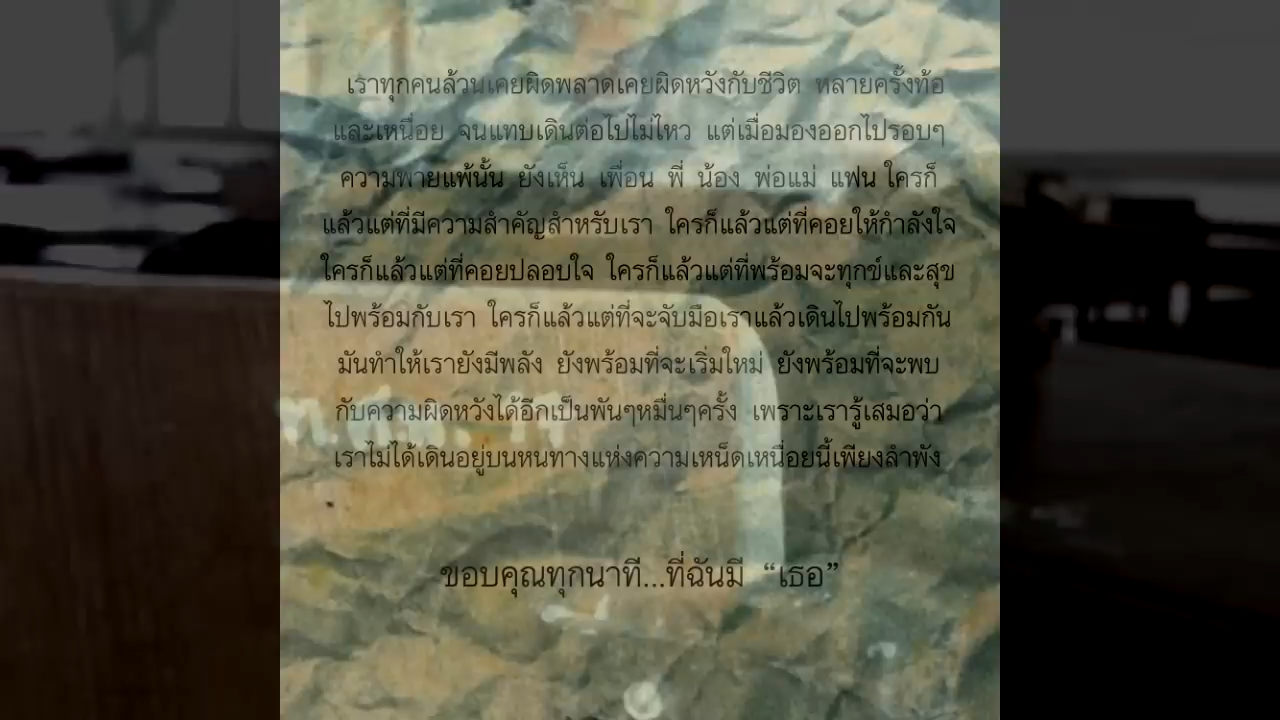 เราทุกคนล้วนเคยผิดพลาดเคยผิดหวังกับชีวิต หลายครั้งท้อ
และเหนื่อย จนแทบเดินต่อไปไม่ไหว แต่เมื่อมองออกไปรอบๆ
ความพายแพ้นั้น ยังเห็น เพื่อน พี่ น้อง พ่อแม่ แฟน ใครก็
แล้วแต่ที่มีความสำคัญสำหรับเรา ใครก็แล้วแต่ที่คอยให้กำลังใจ
ใครก็แล้วแต่ที่คอยปลอบใจ ใครก็แล้วแต่ที่พร้อมจะทุกข์และสุข
ไปพร้อมกับเรา ใครก็แล้วแต่ที่จะจับมือเราแล้วเดินไปพร้อมกัน
มันทำให้เรายังมีพลัง ยังพร้อมที่จะเริ่มใหม่ ยังพร้อมที่จะพบ
กับความผิดหวังได้อีกเป็นพันๆหมื่นๆครั้ง เพราะเรารู้เสมอว่า
เราไม่ได้เดินอยู่บนหนทางแห่งความเหน็ดเหนื่อยนี้เพียงลำพัง
ขอบคุณทุกนาที...ที่ฉันมี “เธอ”